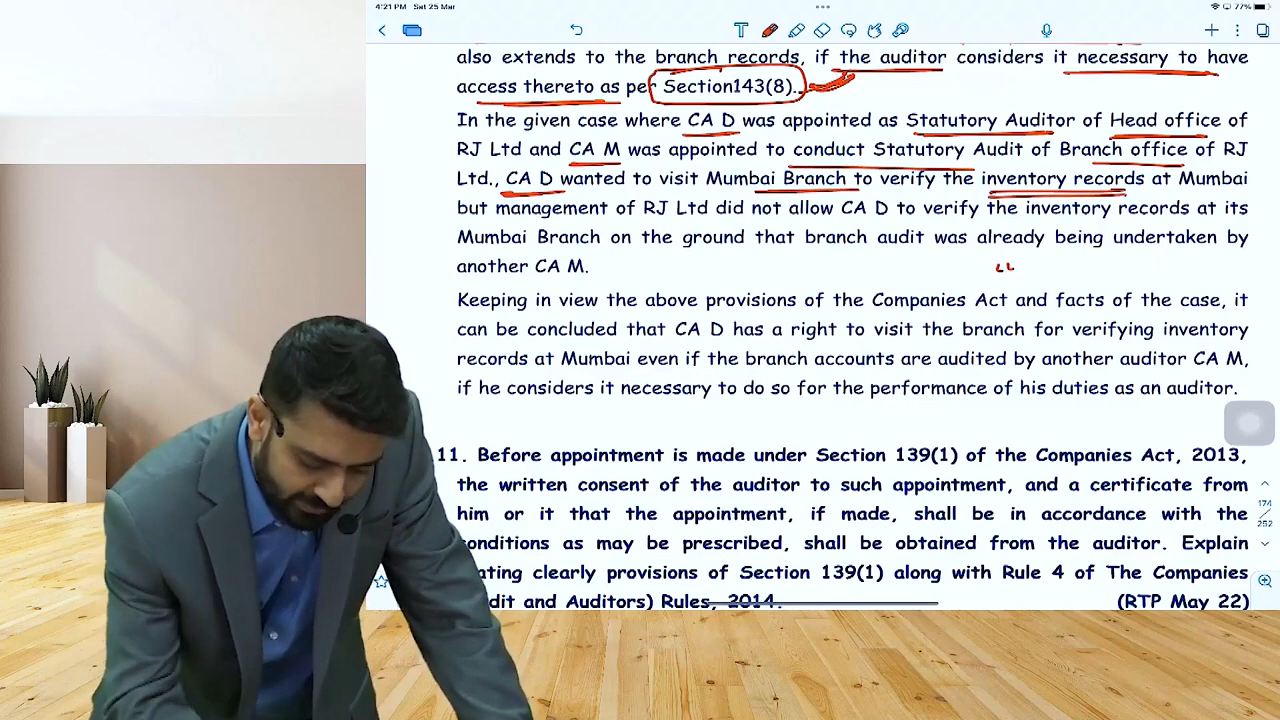 4:21 PM Sat 25 Mar
77%
also extends to the branch records, if the auditor considers it necessary to have
access thereto as per Section143(8).
In the given case where CA D was appointed as Statutory Auditor of Head office of
RJ Ltd and CA M was appointed to conduct Statutory Audit of Branch office of RJ
Ltd., CA D wanted to visit Mumbai Branch to verify the inventory records at Mumbai
but management of RJ Ltd did not allow CA D to verify the inventory records at its
Mumbai Branch on the ground that branch audit was already being undertaken by
another CA M.
Keeping in view the above provisions of the Companies Act and facts of the case, it
can be concluded that CA D has a right to visit the branch for verifying inventory
records at Mumbai even if the branch accounts are audited by another auditor CA M,
if he considers it necessary to do so for the performance of his duties as an auditor.
11. Before appointment is made under Section 139(1) of the Companies Act, 2013,
the written consent of the auditor to such appointment, and a certificate from
him or it that the appointment, if made, shall be in accordance with the
onditions as may be prescribed, shall be obtained from the auditor. Explain
ating clearly provisions of Section 139(1) along with Rule 4 of The Companies
dit and Auditors) Rules, 2014. (RTP May 22)
174
252